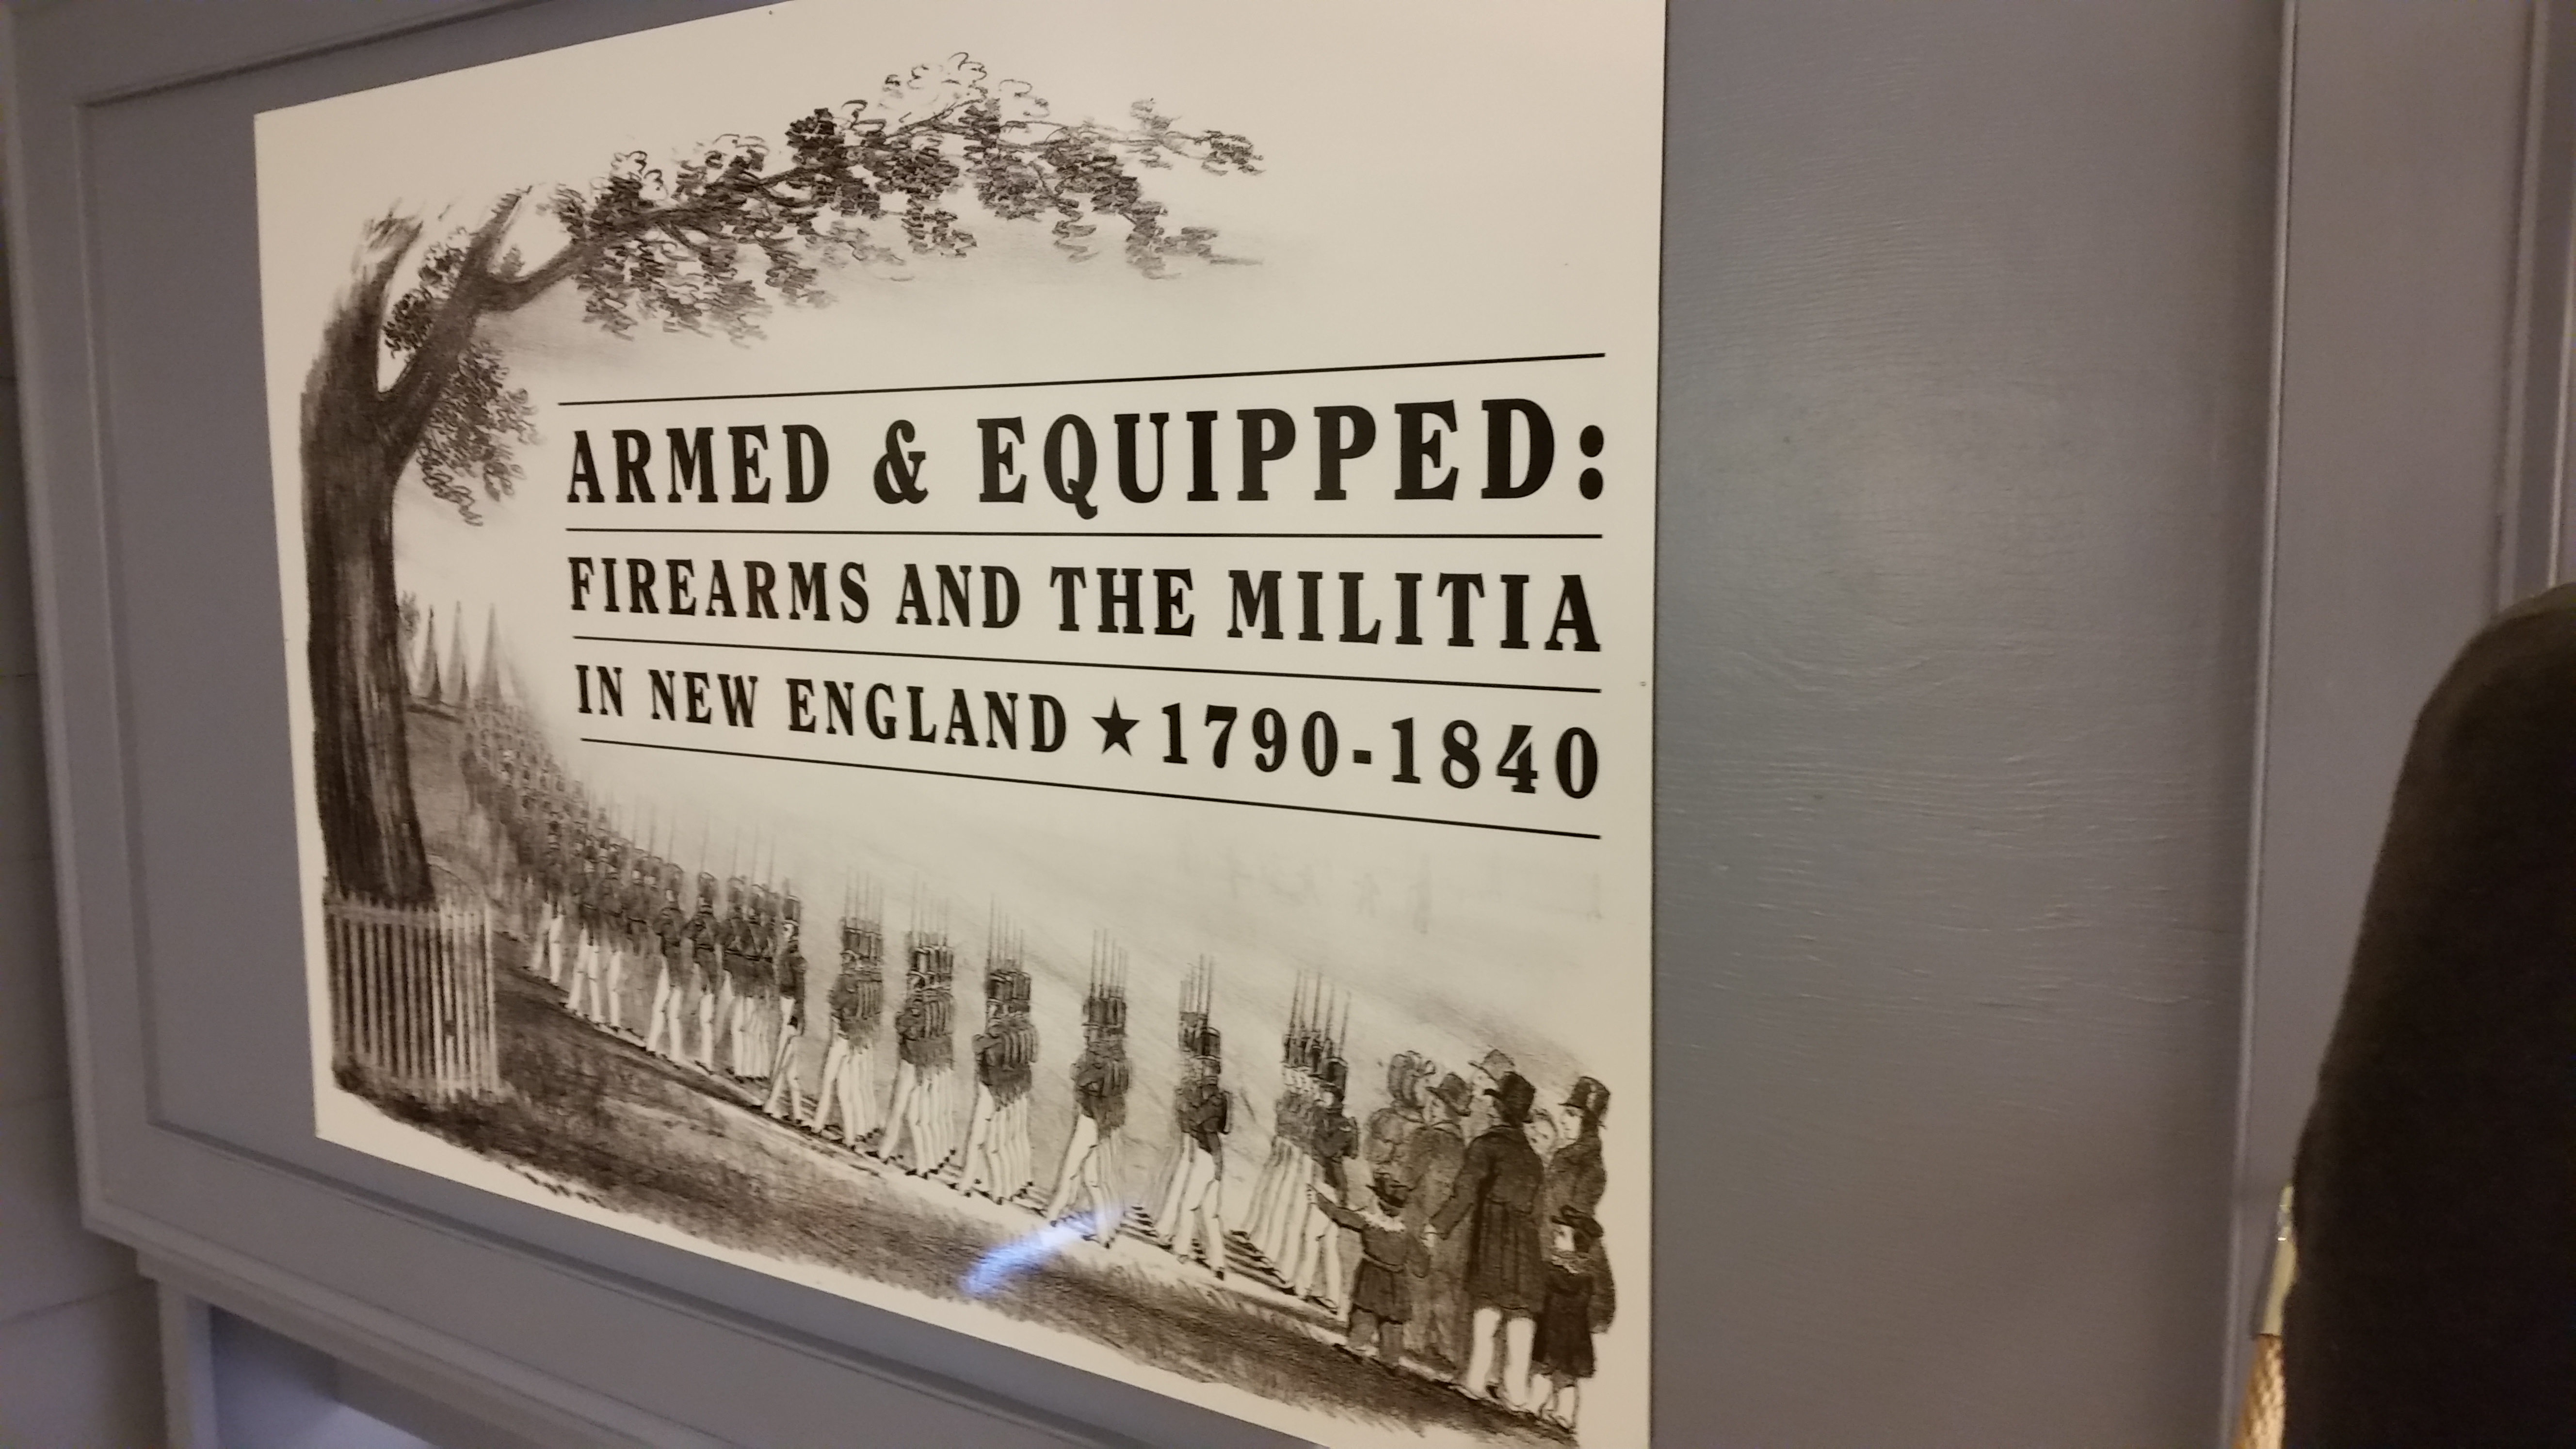 ARMED & EQUIPPED:
FIREARMS AND THE MILITIA
IN NEW ENGLAND ★ 1790-1840